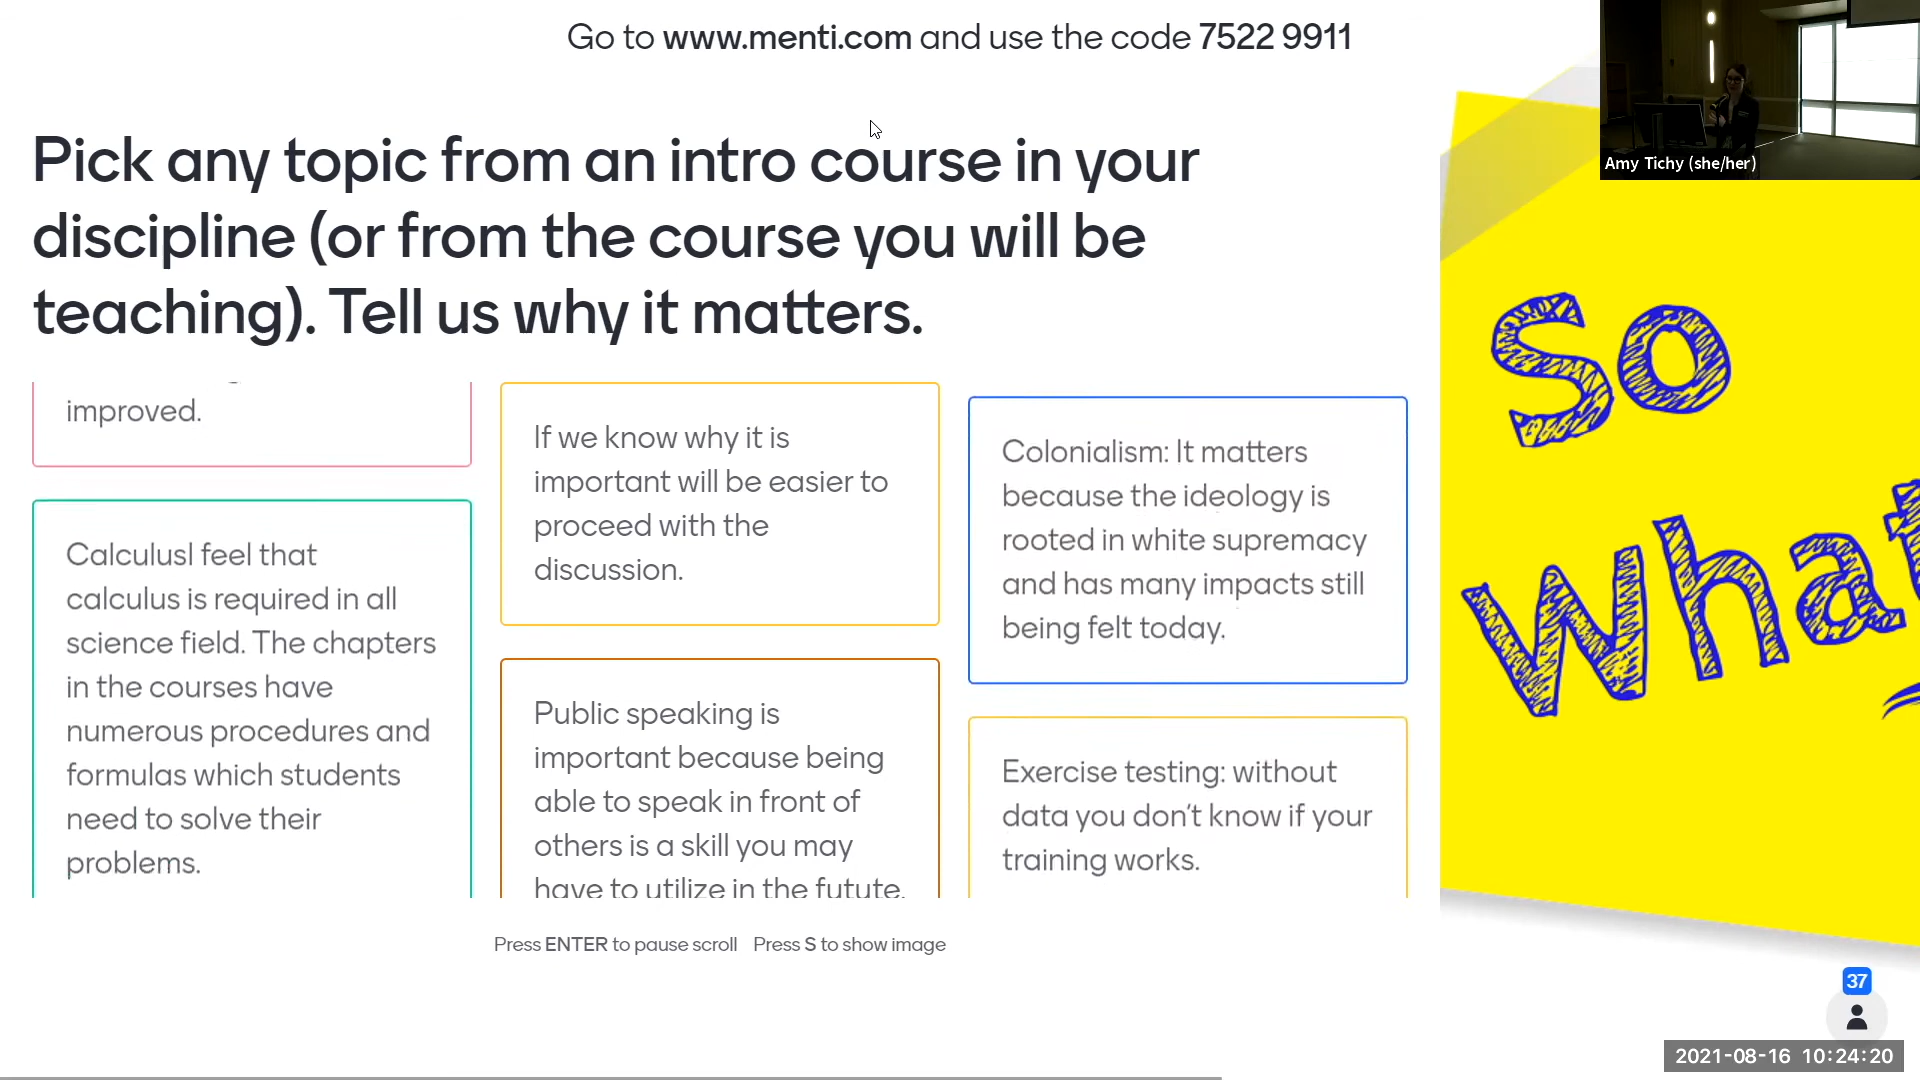 Go to www.menti.com and use the code 7522 9911
Pick any topic from an intro course in your
discipline (or from the course you will be
teaching). Tell us why it matters.
improved.
Calculusl feel that
calculus is required in all
science field. The chapters
in the courses have
numerous procedures and
formulas which students
need to solve their
problems.
If we know why it is
important will be easier to
proceed with the
discussion.
Public speaking is
important because being
able to speak in front of
others is a skill you may
have to utilize in the futute.
Colonialism: It matters
because the ideology is
rooted in white supremacy
and has many impacts still
being felt today.
Exercise testing: without
data you don't know if your
training works.
Press ENTER to pause scroll Press S to show image
Amy Tichy (she/her)
So
What
37
2021-08-16 10:24:20